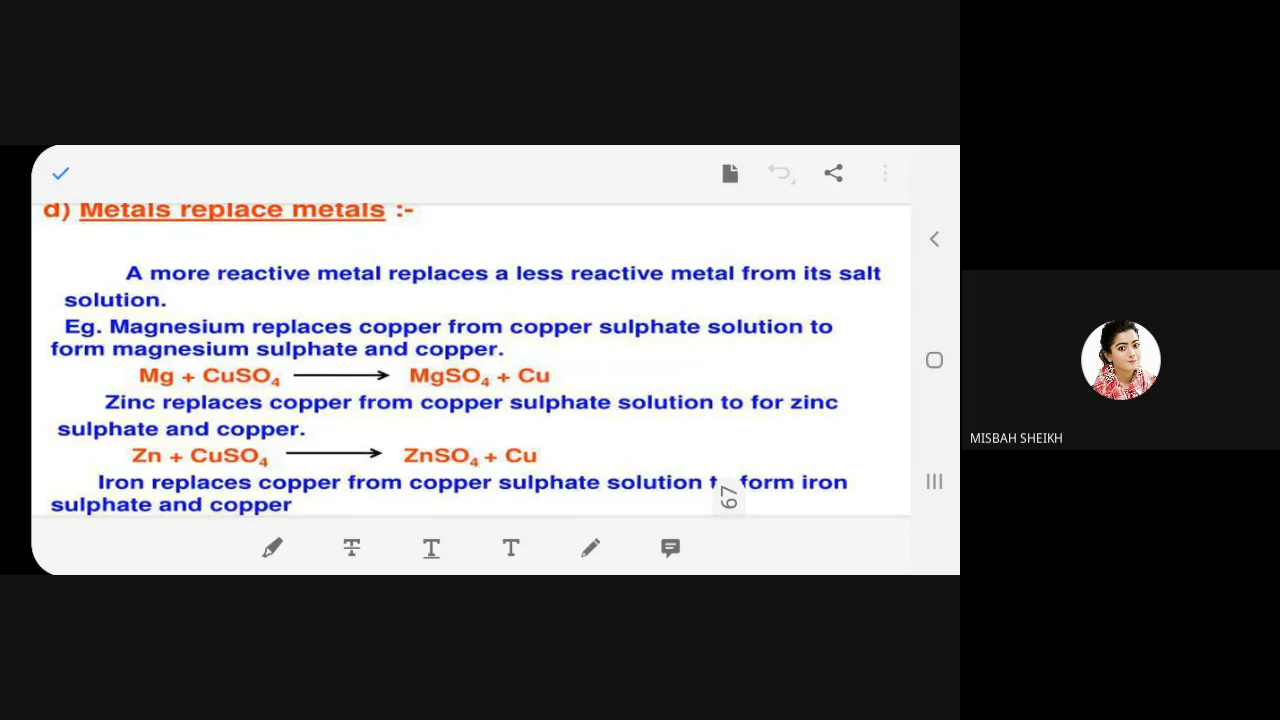 d) Metals replace metals :-
A more reactive metal replaces a less reactive metal from its salt
solution.
Eg. Magnesium replaces copper from copper sulphate solution to
form magnesium sulphate and copper.
Mg + CuSO₄ ⟶ MgSO₄ + Cu
Zinc replaces copper from copper sulphate solution to for zinc
sulphate and copper.
Zn + CuSO₄ ⟶ ZnSO₄ + Cu
Iron replaces copper from copper sulphate solution form iron
sulphate and copper
67
MISBAH SHEIKH